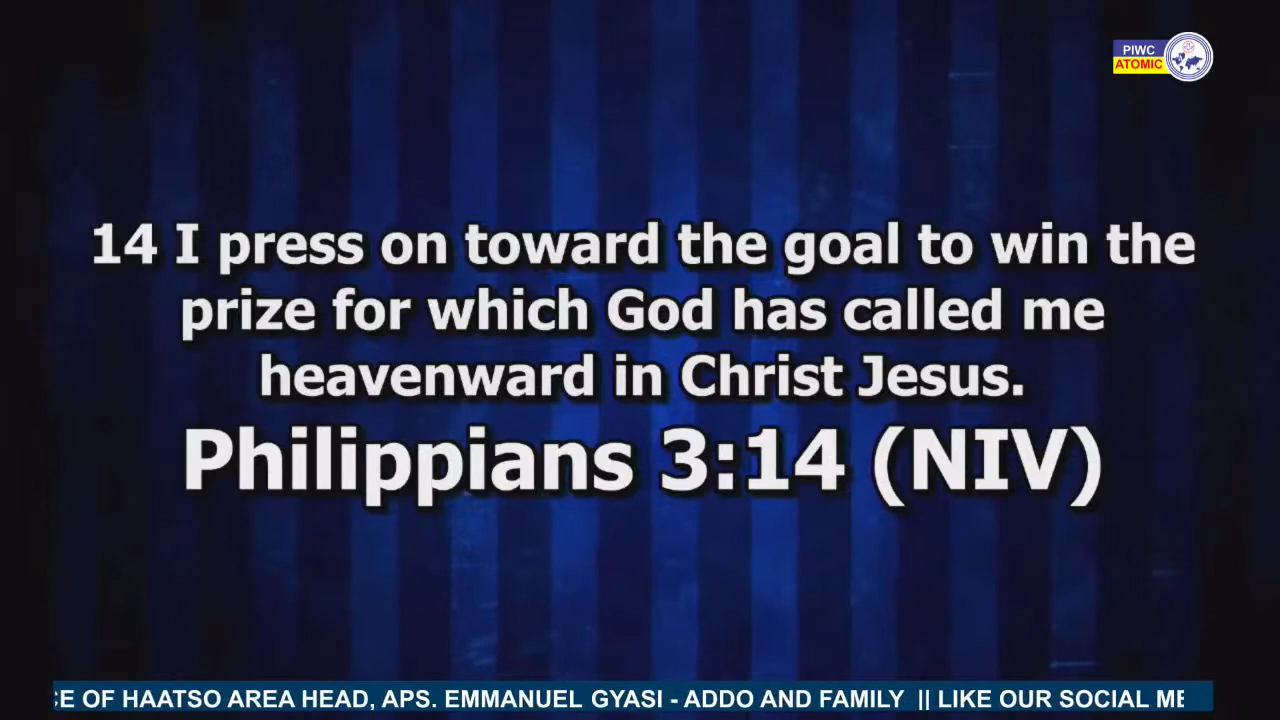 PIWC
ATOMIC
14 I press on toward the goal to win the
prize for which God has called me
heavenward in Christ Jesus.
Philippians 3:14 (NIV)
OF HAATSO AREA HEAD, APS. EMMANUEL GYASI - ADDO AND FAMILY || LIKE OUR SOCIAL